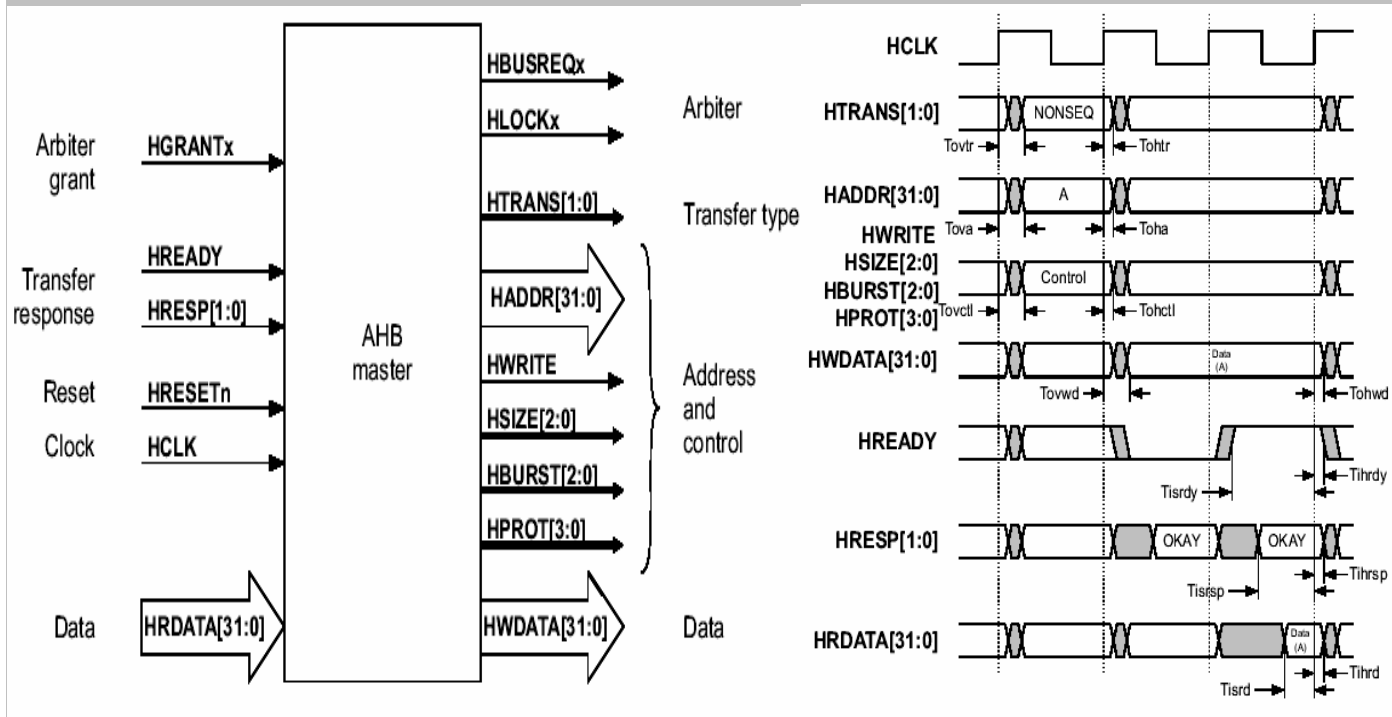 HBUSREQx
HLOCKx
Arbiter
Arbiter
grant
HGRANTx
HTRANS[1:0]
Transfer type
HREADY
Transfer
response
HRESP[1:0]
HADDR[31:0]
AHB
master
HWRITE
Address
and
control
Reset
HRESETn
HSIZE[2:0]
Clock
HCLK
HBURST[2:0]
HPROT[3:0]
Data
HRDATA[31:0]
HWDATA[31:0]
Data
HCLK
HTRANS[1:0]
NONSEQ
Tovtr
Tohtr
HADDR[31:0]
A
Tova
Toha
HWRITE
HSIZE[2:0]
HBURST[2:0]
HPROT[3:0]
Control
Tovctl
Tohctl
HWDATA[31:0]
Data
(A)
Tovwd
Tohwd
HREADY
Tisrdy
Tihrdy
HRESP[1:0]
OKAY
OKAY
Tisrsp
Tihrsp
HRDATA[31:0]
Data
(A)
Tisrd
Tihrd